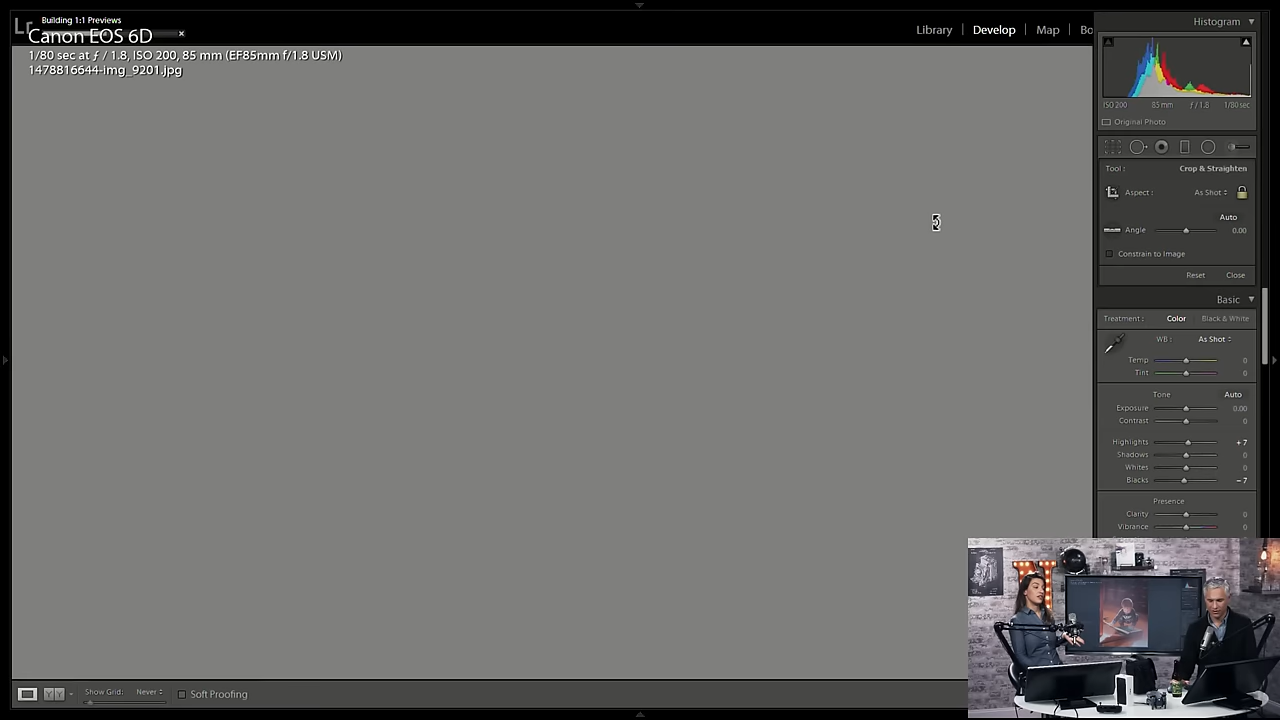 Lr
Building 1:1 Previews
Canon EOS 6D
1/80 sec at ƒ / 1.8, ISO 200, 85 mm (EF85mm f/1.8 USM)
1478816644-img_9201.jpg
Library | Develop | Map | Bo
Histogram
ISO 200 85 mm ƒ / 1.8 1/80 sec
Original Photo
Tool : Crop & Straighten
Aspect : As Shot
Auto
Angle 0.00
Constrain to Image
Reset Close
Basic
Treatment : Color Black & White
WB : As Shot
Temp 0
Tint 0
Tone Auto
Exposure 0.00
Contrast 0
Highlights + 7
Shadows 0
Whites 0
Blacks − 7
Presence
Clarity 0
Vibrance 0
Show Grid: Never
Soft Proofing